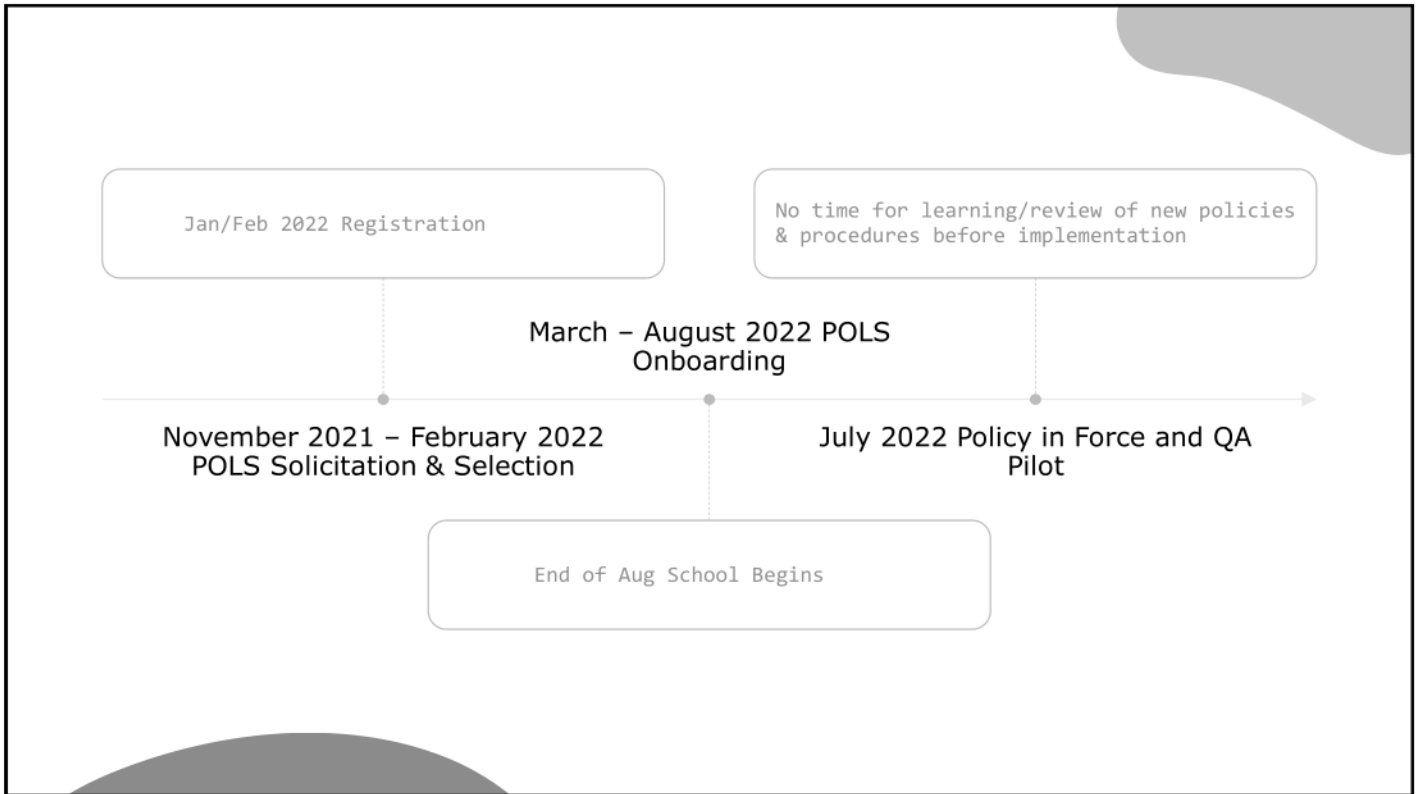 Jan/Feb 2022 Registration
No time for learning/review of new policies
& procedures before implementation
March – August 2022 POLS
Onboarding
November 2021 – February 2022
POLS Solicitation & Selection
July 2022 Policy in Force and QA
Pilot
End of Aug School Begins